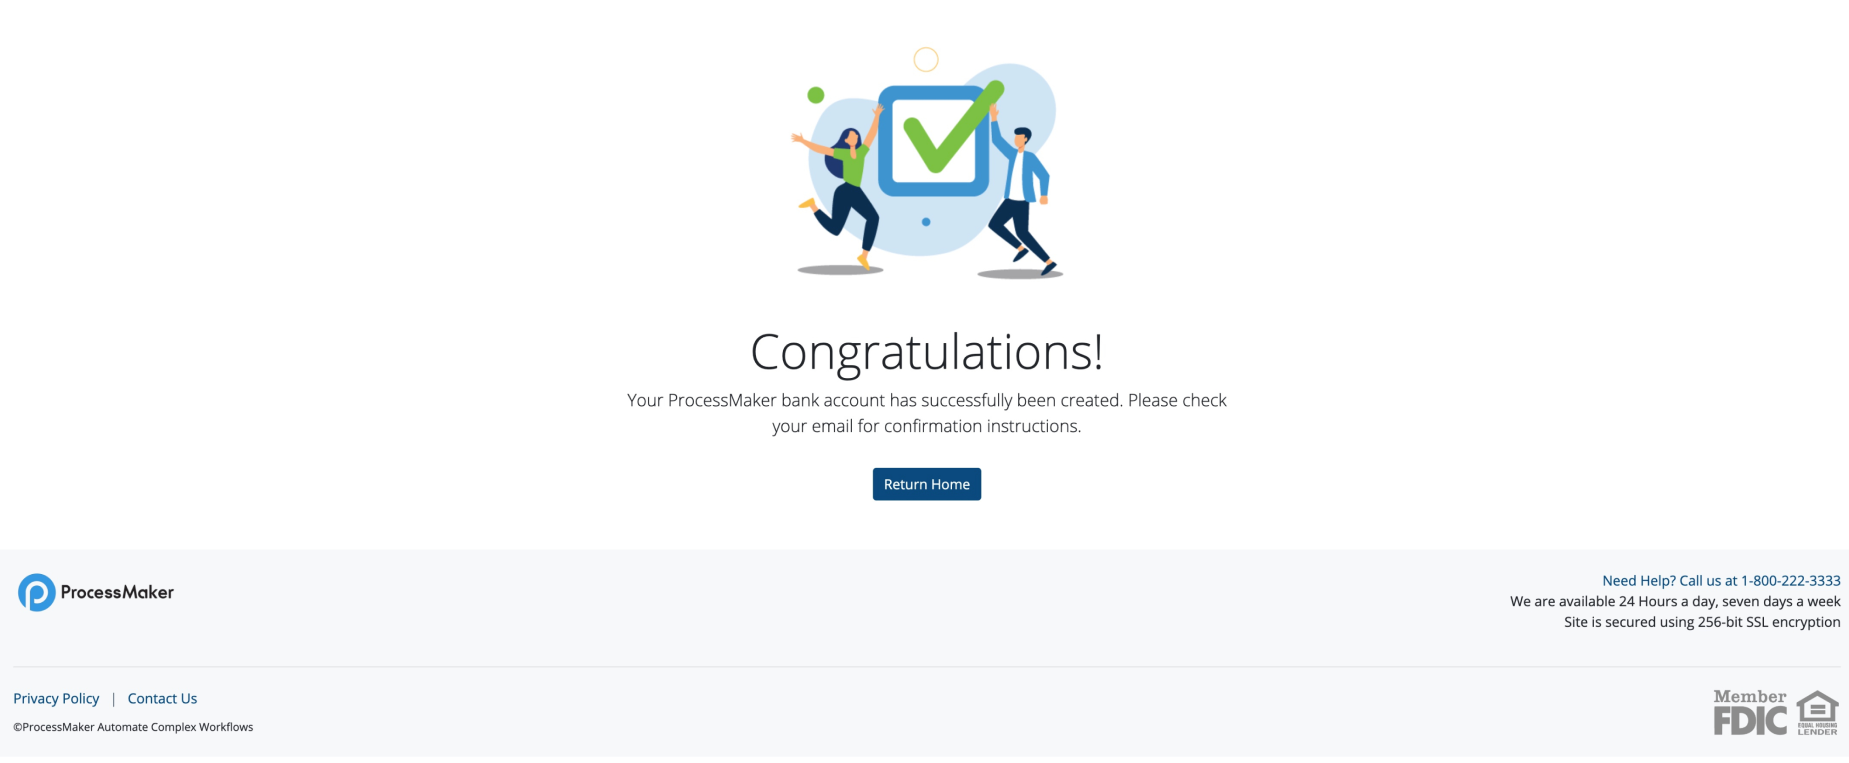 Congratulations!
Your ProcessMaker bank account has successfully been created. Please check
your email for confirmation instructions.
Return Home
ProcessMaker
Need Help? Call us at 1-800-222-3333
We are available 24 Hours a day, seven days a week
Site is secured using 256-bit SSL encryption
Privacy Policy | Contact Us
©ProcessMaker Automate Complex Workflows
Member
FDIC
EQUAL HOUSING
LENDER